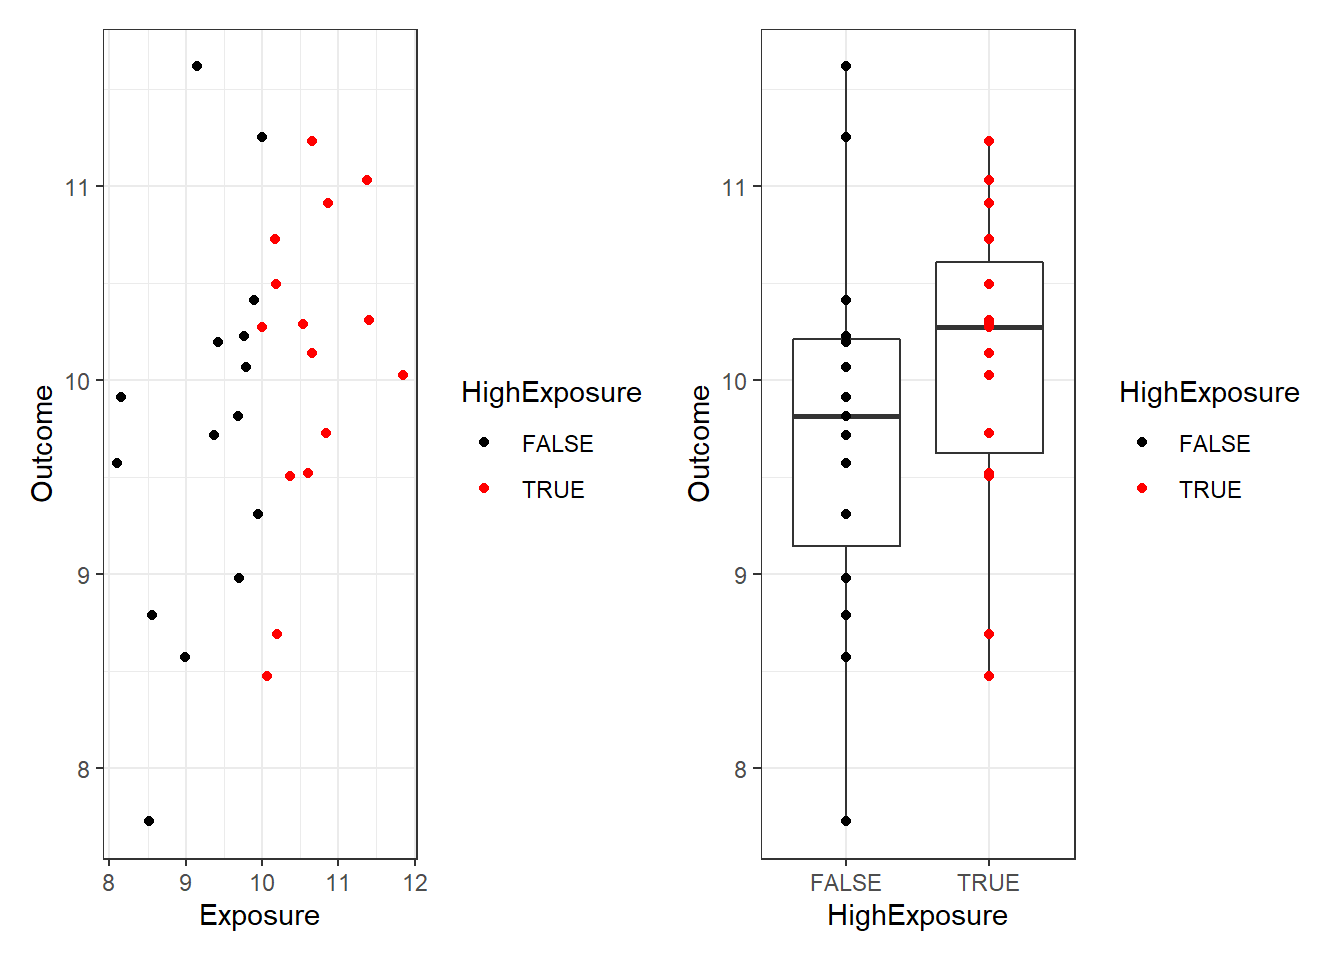 Outcome
11
10
9
8
8 9 10 11 12
Exposure
HighExposure
FALSE
TRUE
Outcome
11
10
9
8
FALSE TRUE
HighExposure
HighExposure
FALSE
TRUE